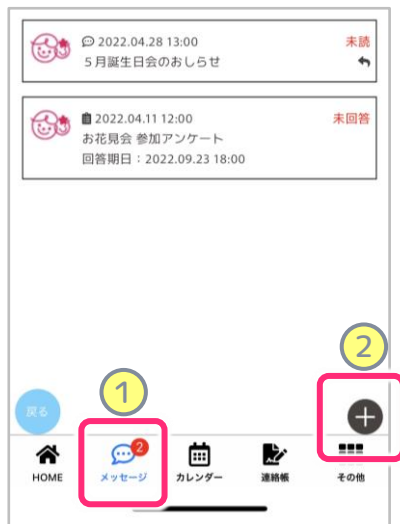 2022.04.28 13:00 未読
５月誕生日会のおしらせ
2022.04.11 12:00 未回答
お花見会 参加アンケート
回答期日：2022.09.23 18:00
1
2
戻る
2
HOME メッセージ カレンダー 連絡帳 その他